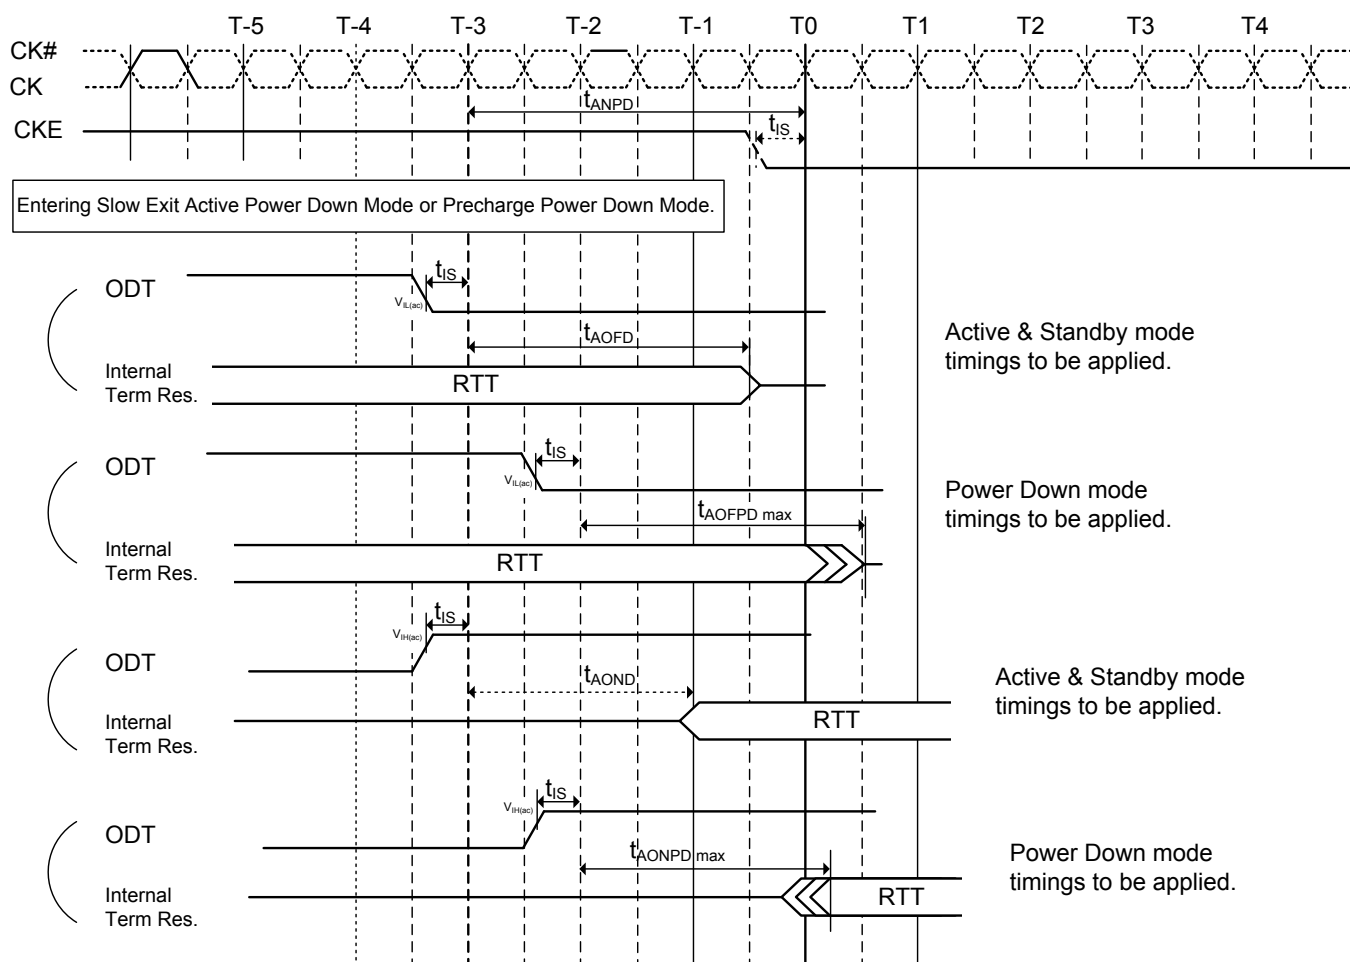 T-5 T-4 T-3 T-2 T-1 T0 T1 T2 T3 T4
CK#
CK
tANPD
CKE
tIS
Entering Slow Exit Active Power Down Mode or Precharge Power Down Mode.
tIS
ODT
VIL(ac)
tAOFD
Active & Standby mode
timings to be applied.
Internal
Term Res.
RTT
tIS
ODT
VIL(ac)
Power Down mode
timings to be applied.
tAOFPD max
Internal
Term Res.
RTT
tIS
VIH(ac)
ODT
tAOND
Active & Standby mode
timings to be applied.
Internal
Term Res.
RTT
tIS
VIH(ac)
ODT
tAONPD max
Power Down mode
timings to be applied.
Internal
Term Res.
RTT